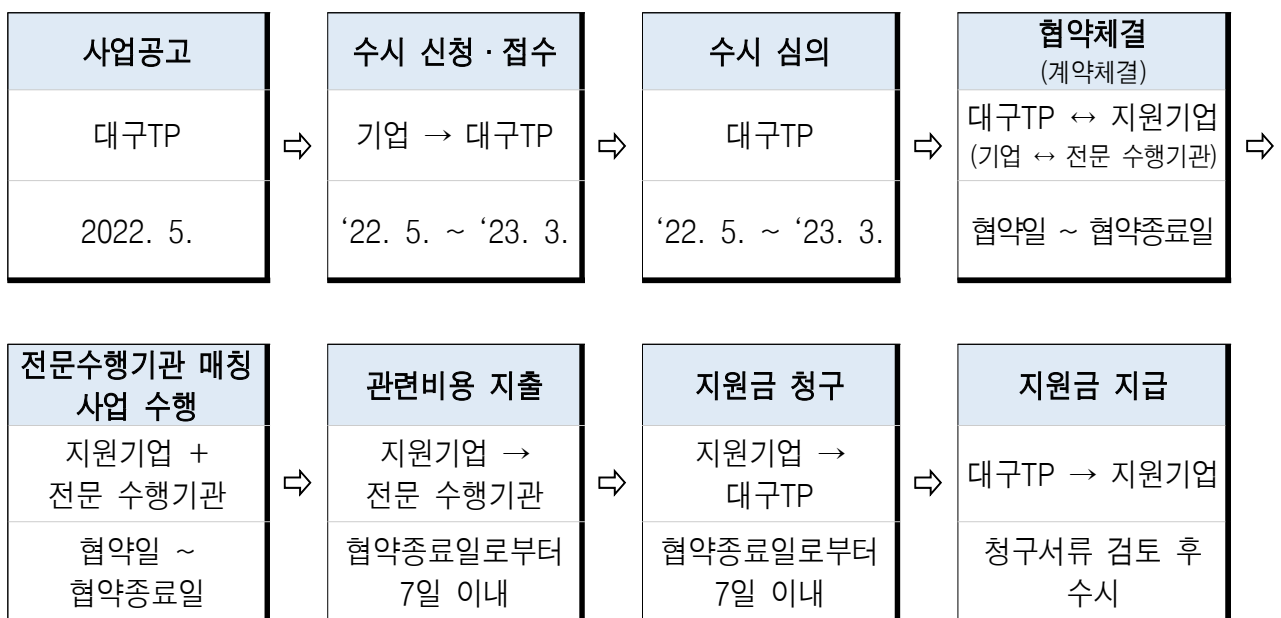 사업공고
대구TP
2022. 5.
⇨
수시 신청·접수
기업 → 대구TP
‘22. 5. ~ ‘23. 3.
⇨
수시 심의
대구TP
‘22. 5. ~ ‘23. 3.
⇨
협약체결
(계약체결)
대구TP ↔ 지원기업
(기업 ↔ 전문 수행기관)
협약일 ~ 협약종료일
⇨
전문수행기관 매칭
사업 수행
지원기업 +
전문 수행기관
협약일 ~
협약종료일
⇨
관련비용 지출
지원기업 →
전문 수행기관
협약종료일로부터
7일 이내
⇨
지원금 청구
지원기업 →
대구TP
협약종료일로부터
7일 이내
⇨
지원금 지급
대구TP → 지원기업
청구서류 검토 후
수시